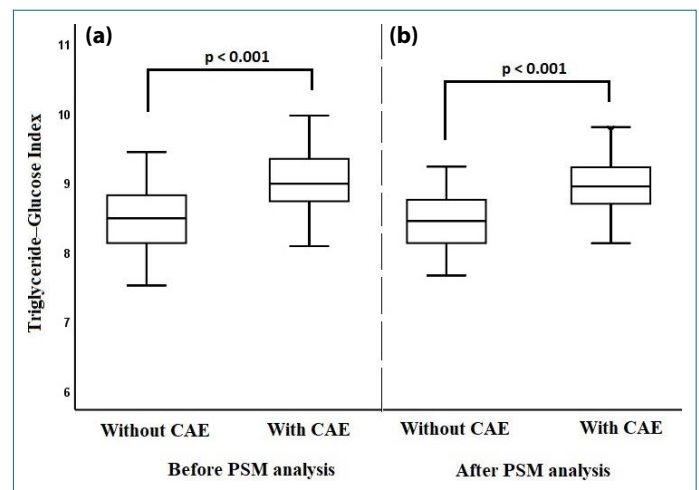 (a)
(b)
p < 0.001
p < 0.001
Triglyceride–Glucose Index
11
10
9
8
7
6
Without CAE
With CAE
Without CAE
With CAE
Before PSM analysis
After PSM analysis